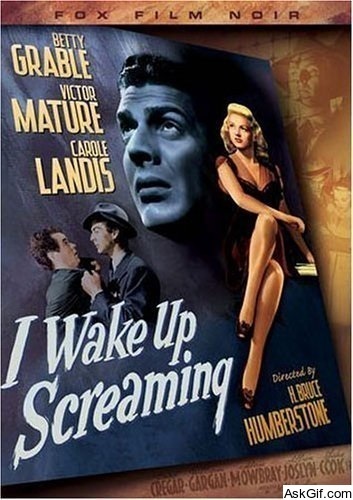 FOX FILM NOIR
BETTY
GRABLE
VICTOR
MATURE
CAROLE
LANDIS
I WAKE UP
SCREAMING
Directed by
H. BRUCE
HUMBERSTONE
CREGAR - GARGAN - MOWBRAY - JOSLYN - COOK
AskGif.com